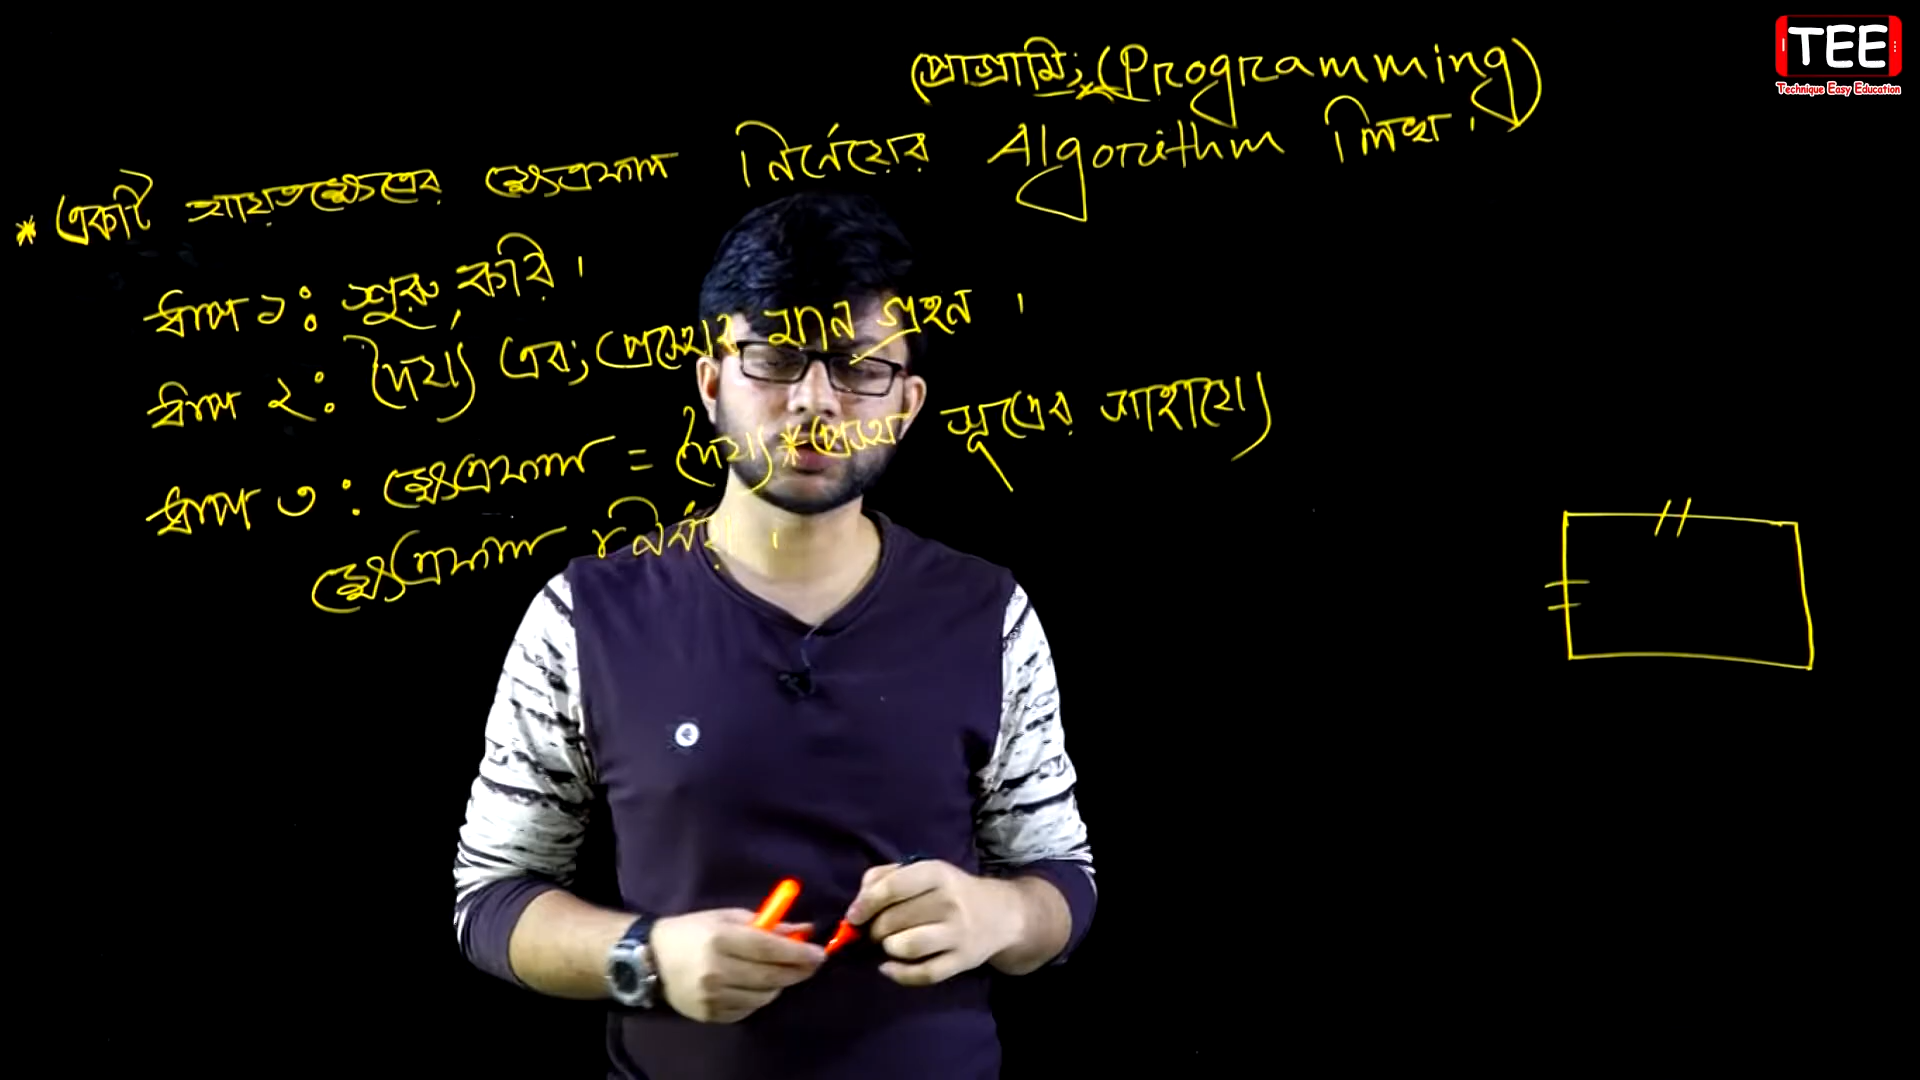 TEE
Technique Easy Education
প্রোগ্রামিং (Programming)
* একটি আয়তক্ষেত্রের ক্ষেত্রফল নির্ণয়ের Algorithm লিখ।
ধাপ ১: শুরু করি।
ধাপ ২: দৈর্ঘ্য এবং প্রস্থের মান গ্রহন।
ধাপ ৩: ক্ষেত্রফল = দৈর্ঘ্য * প্রস্থ সূত্রের সাহায্যে
ক্ষেত্রফল নির্ণয়।